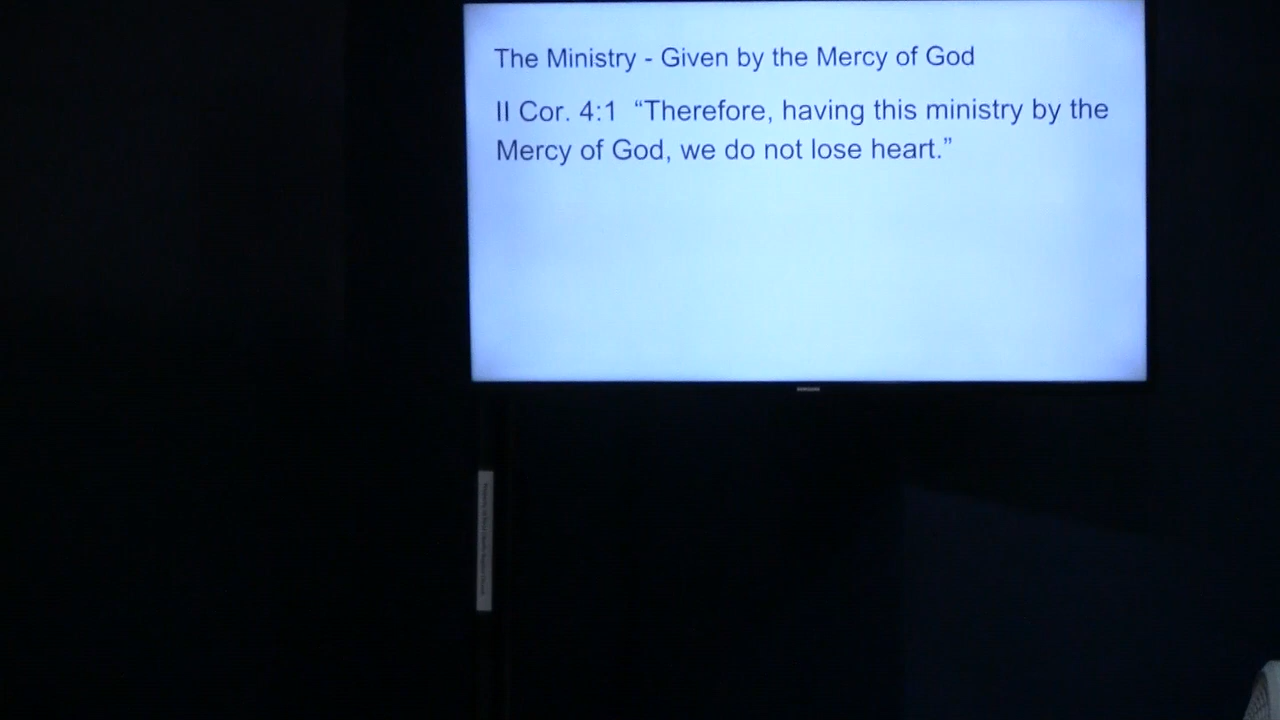 The Ministry - Given by the Mercy of God
II Cor. 4:1 “Therefore, having this ministry by the
Mercy of God, we do not lose heart.”